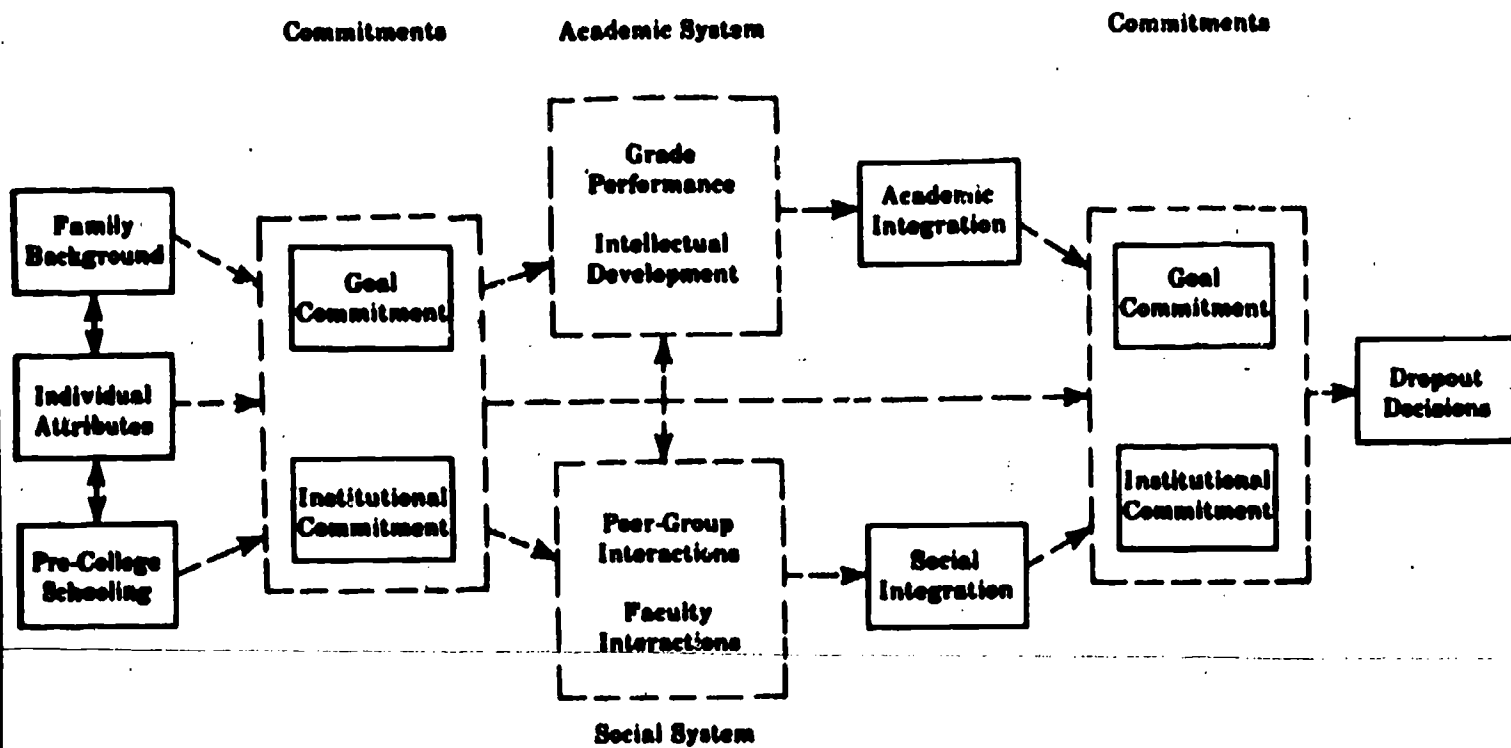 Commitments
Academic System
Commitments
Grade
Performance
Intellectual
Development
Academic
Integration
Family
Background
Goal
Commitment
Goal
Commitment
Individual
Attributes
Dropout
Decisions
Institutional
Commitment
Institutional
Commitment
Pre-College
Schooling
Peer-Group
Interactions
Faculty
Interactions
Social
Integration
Social System